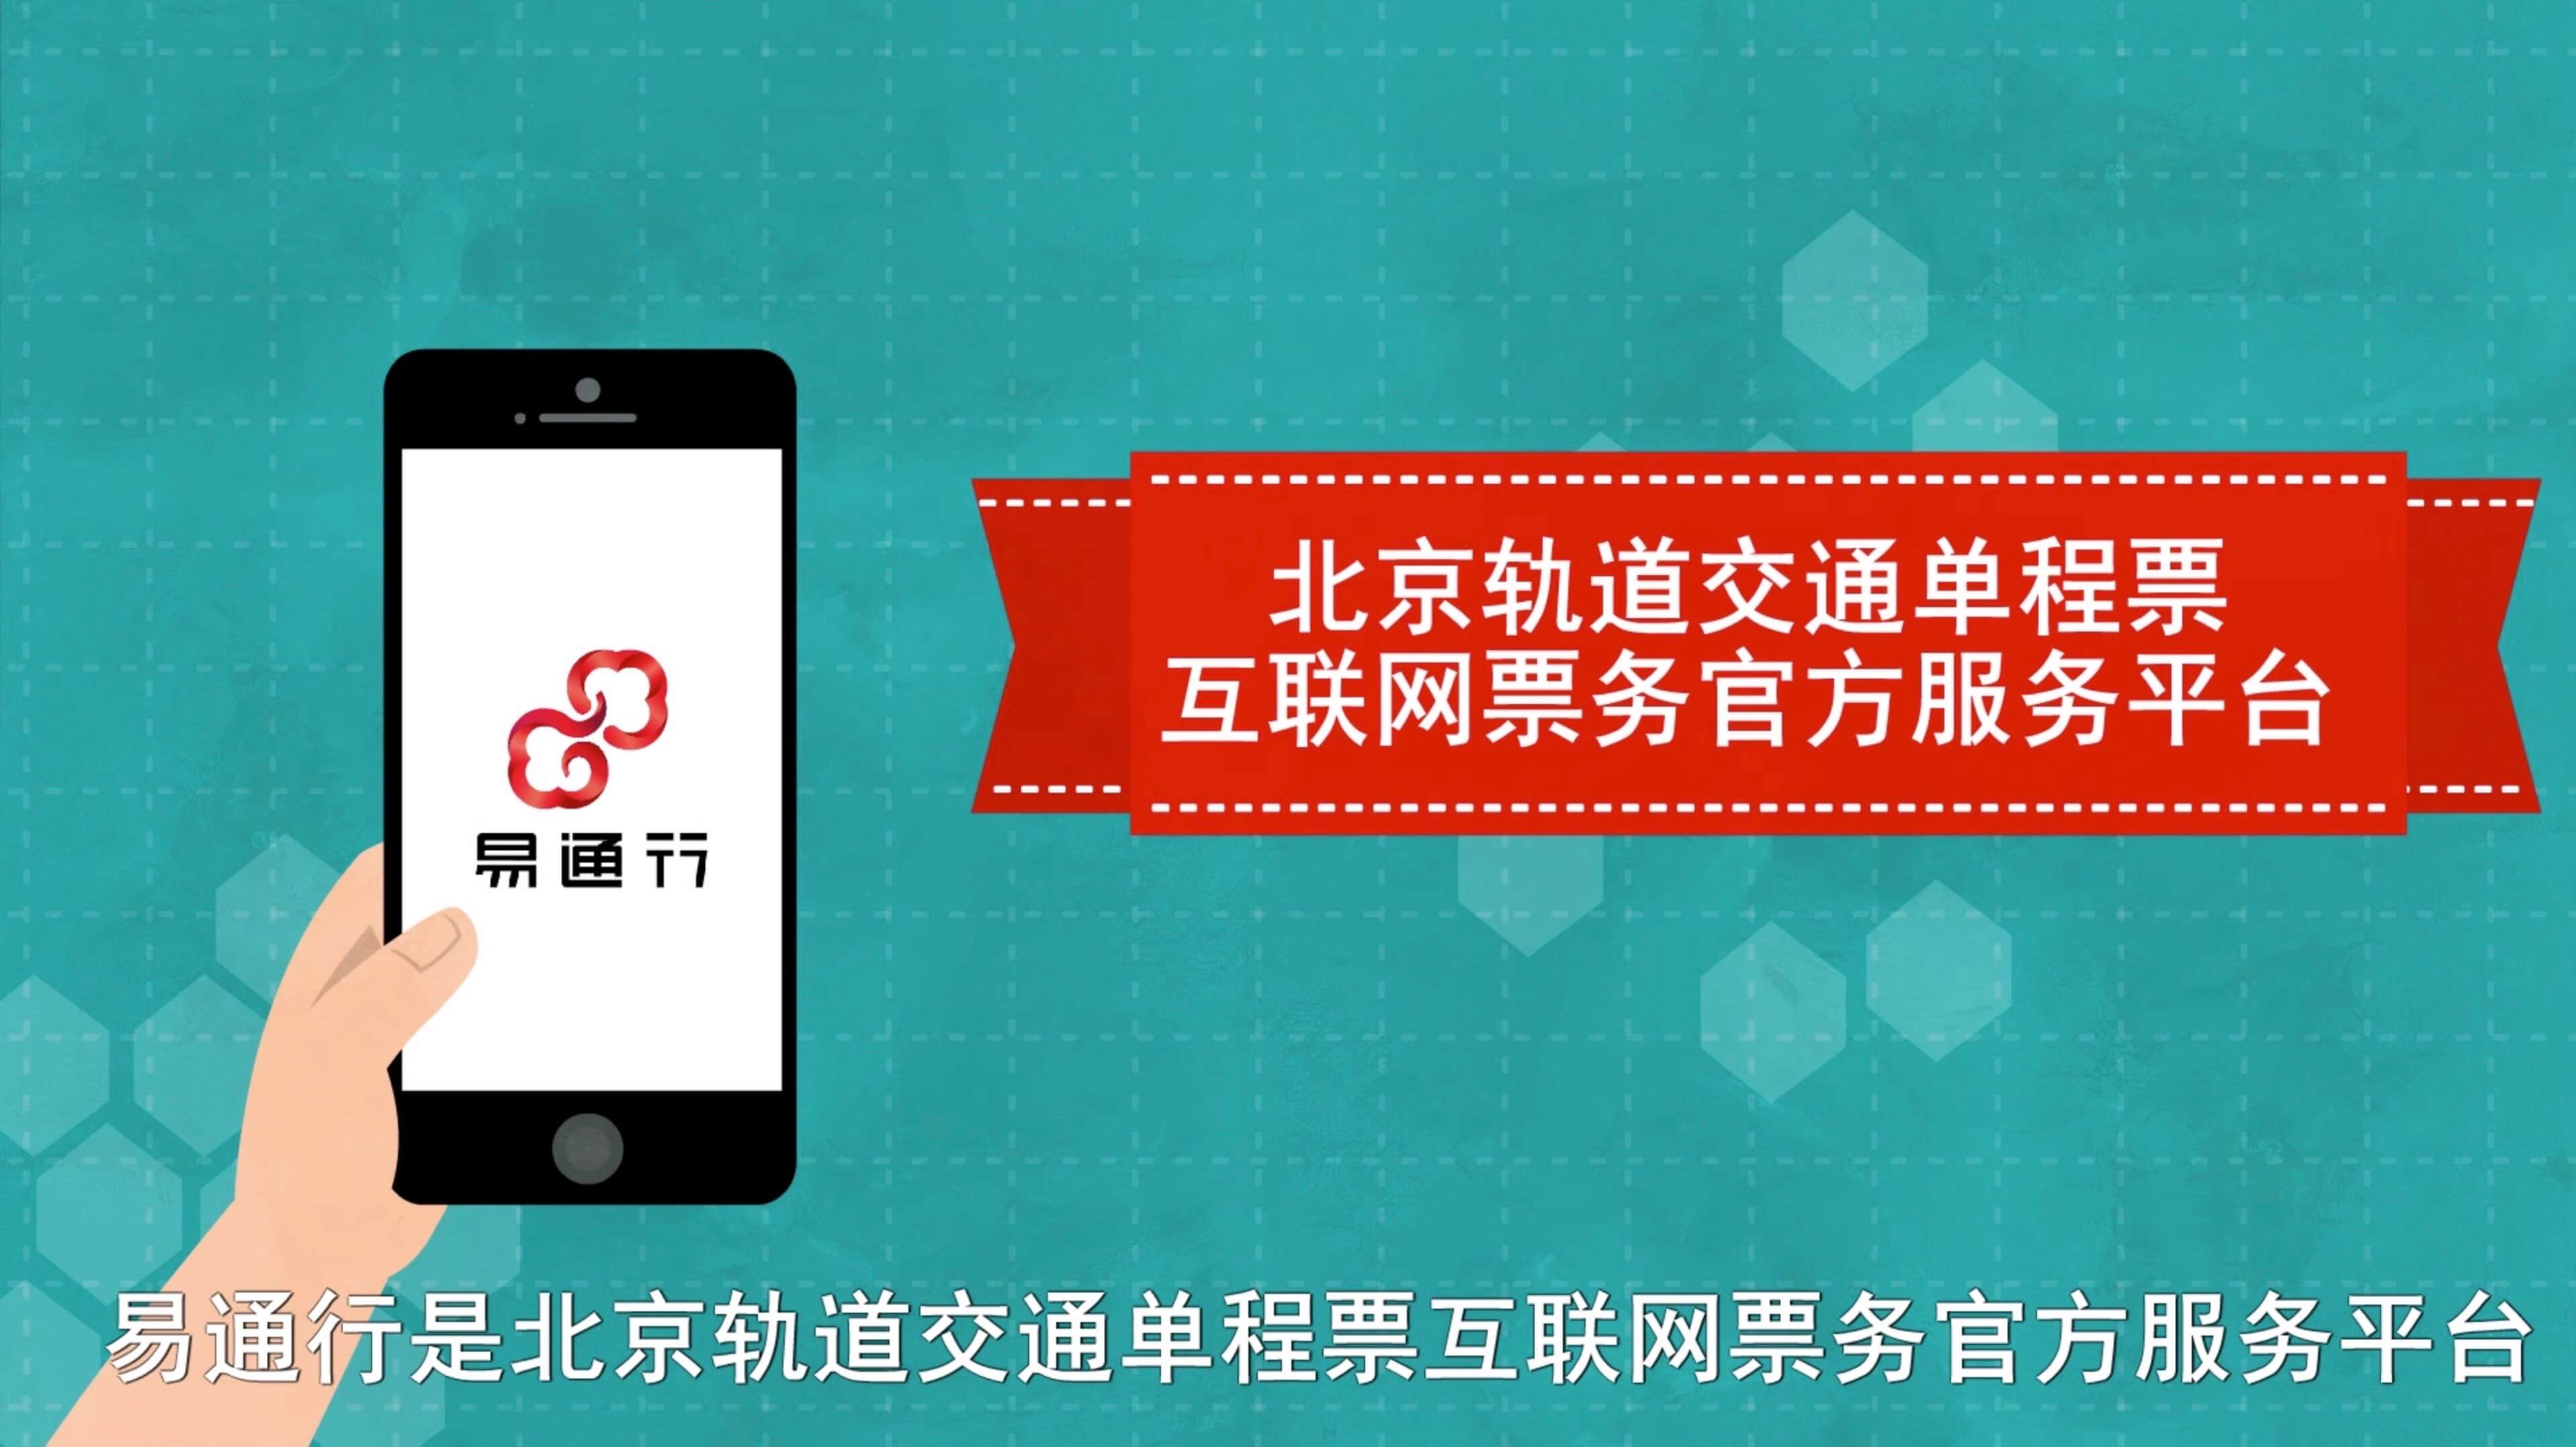 北京轨道交通单程票
互联网票务官方服务平台
易通行
易通行是北京轨道交通单程票互联网票务官方服务平台